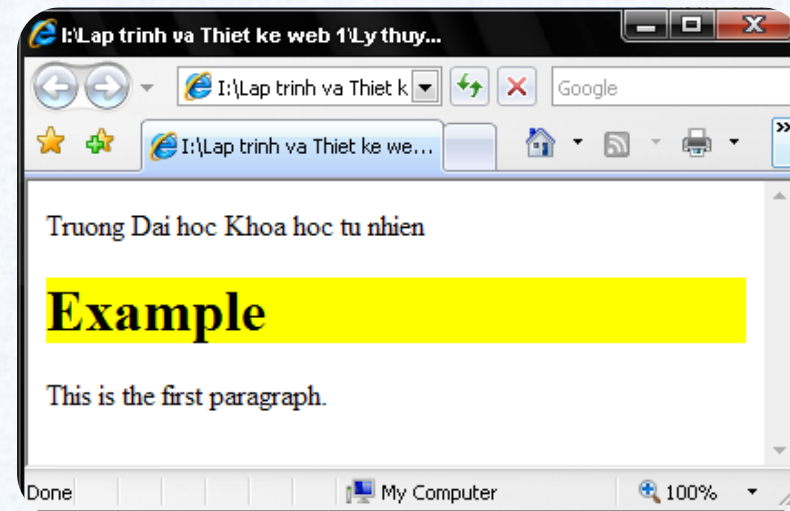 I:\Lap trinh va Thiet ke web 1\Ly thuy...
I:\Lap trinh va Thiet k
Google
I:\Lap trinh va Thiet ke we...
»
Truong Dai hoc Khoa hoc tu nhien
Example
This is the first paragraph.
Done
My Computer
100%